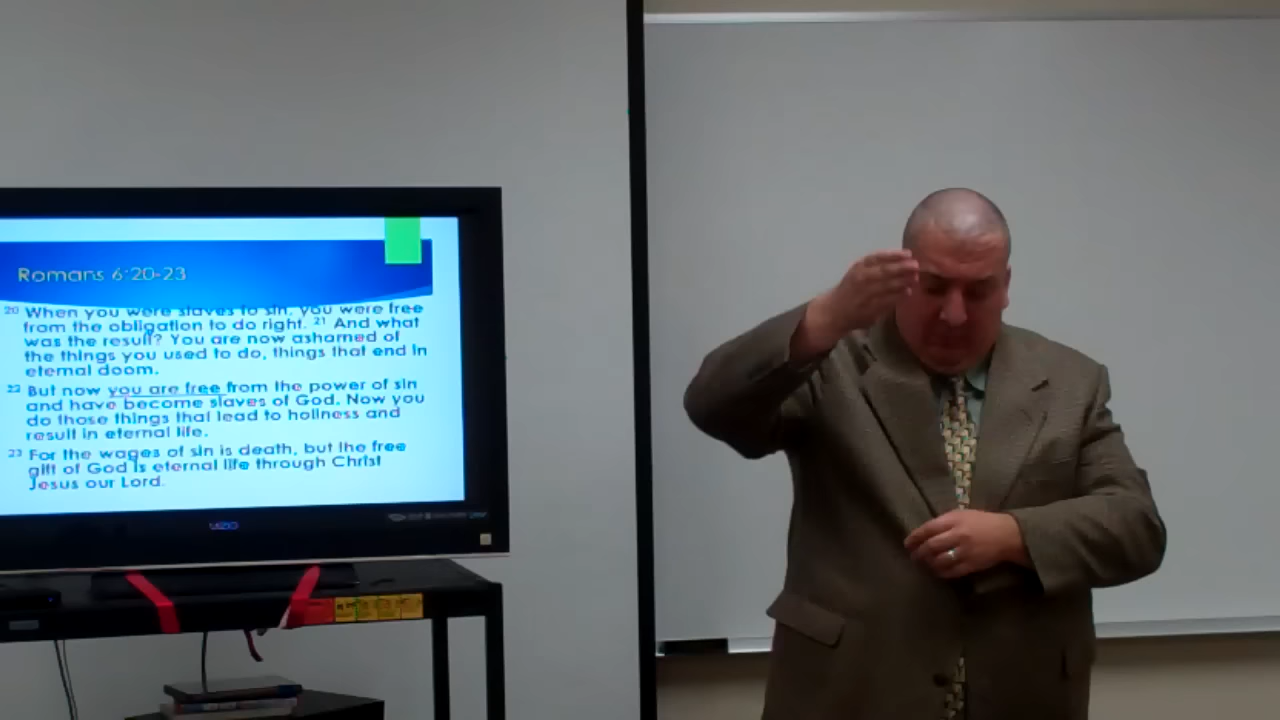 Romans 6:20-23
20 When you were slaves to sin, you were free
from the obligation to do right. 21 And what
was the result? You are now ashamed of
the things you used to do, things that end in
eternal doom.
22 But now you are free from the power of sin
and have become slaves of God. Now you
do those things that lead to holiness and
result in eternal life.
23 For the wages of sin is death, but the free
gift of God is eternal life through Christ
Jesus our Lord.
VIZIO